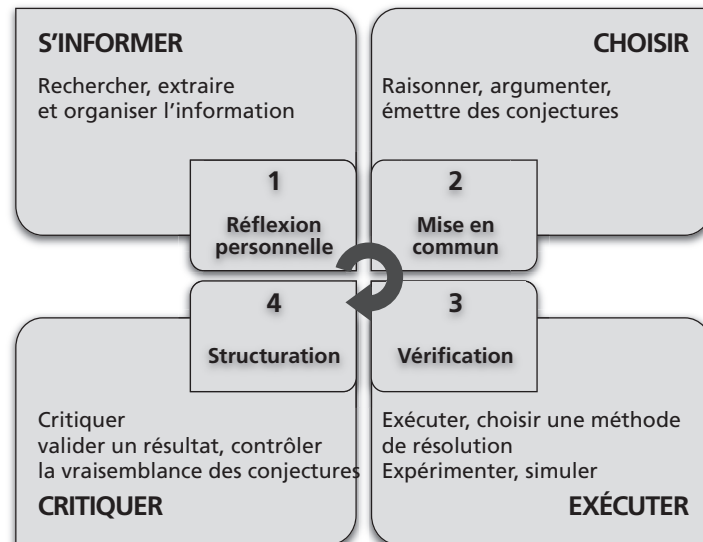 S’INFORMER
Rechercher, extraire
et organiser l’information
1
Réflexion
personnelle
CHOISIR
Raisonner, argumenter,
émettre des conjectures
2
Mise en
commun
3
Vérification
Exécuter, choisir une méthode
de résolution
Expérimenter, simuler
EXÉCUTER
4
Structuration
Critiquer
valider un résultat, contrôler
la vraisemblance des conjectures
CRITIQUER